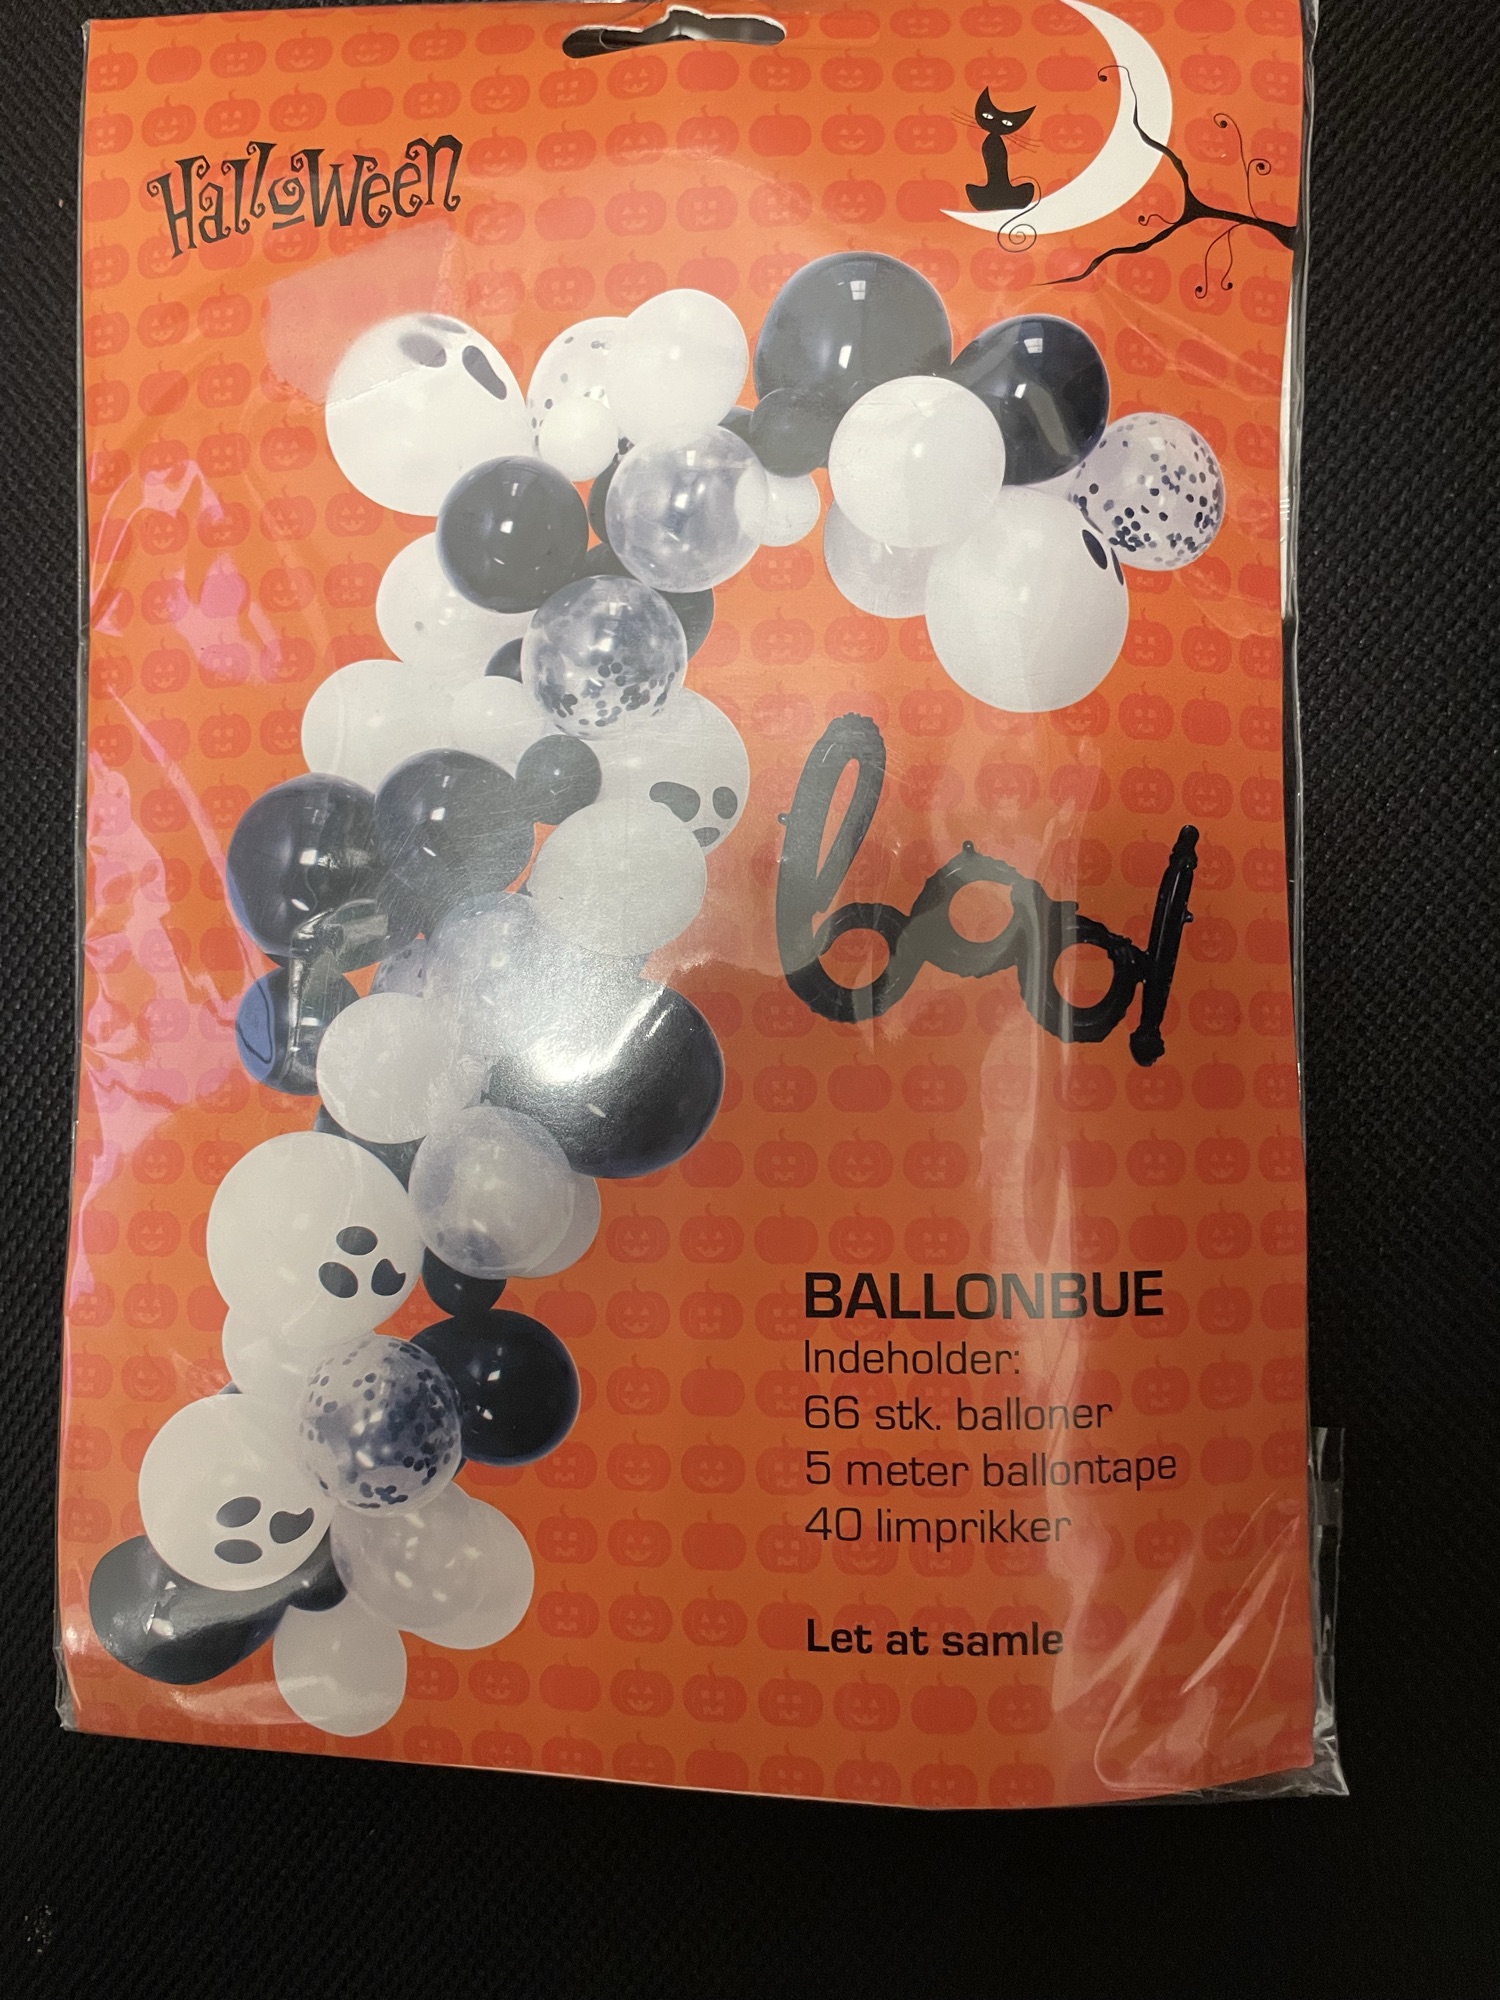 Halloween
boo!
BALLONBUE
Indeholder:
66 stk. balloner
5 meter ballontape
40 limprikker
Let at samle